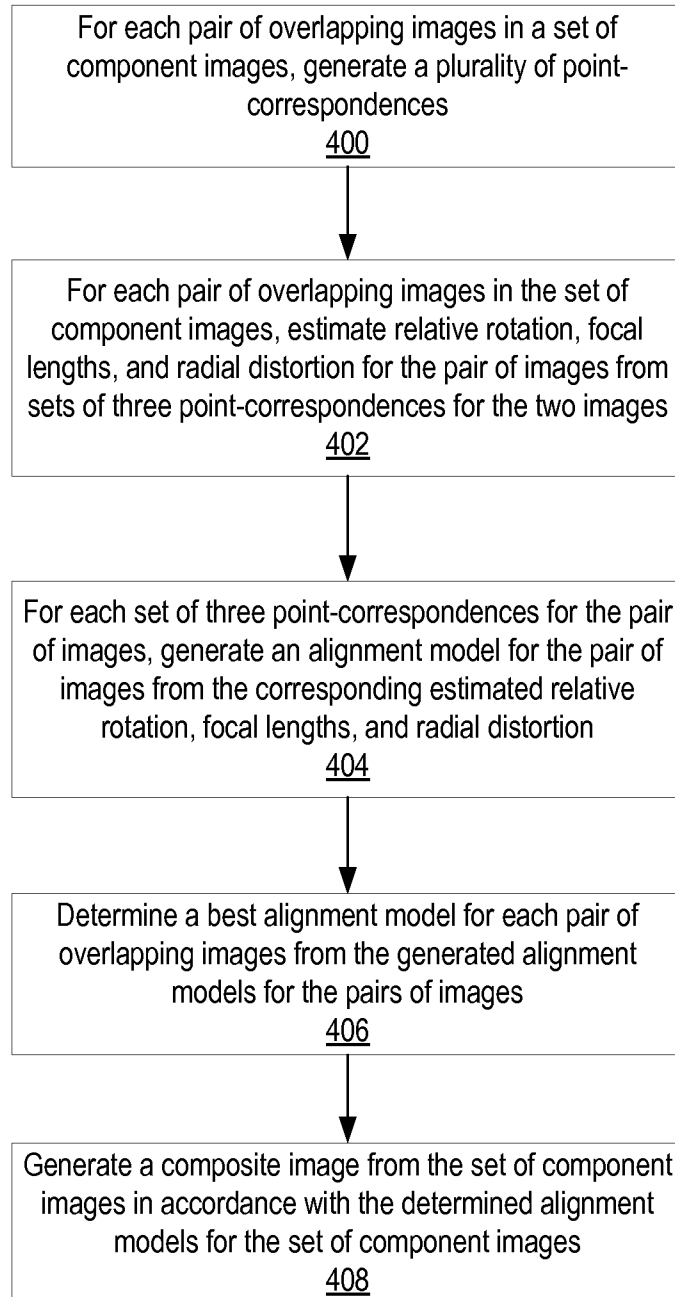 For each pair of overlapping images in a set of
component images, generate a plurality of point-
correspondences
400
For each pair of overlapping images in the set of
component images, estimate relative rotation, focal
lengths, and radial distortion for the pair of images from
sets of three point-correspondences for the two images
402
For each set of three point-correspondences for the pair
of images, generate an alignment model for the pair of
images from the corresponding estimated relative
rotation, focal lengths, and radial distortion
404
Determine a best alignment model for each pair of
overlapping images from the generated alignment
models for the pairs of images
406
Generate a composite image from the set of component
images in accordance with the determined alignment
models for the set of component images
408